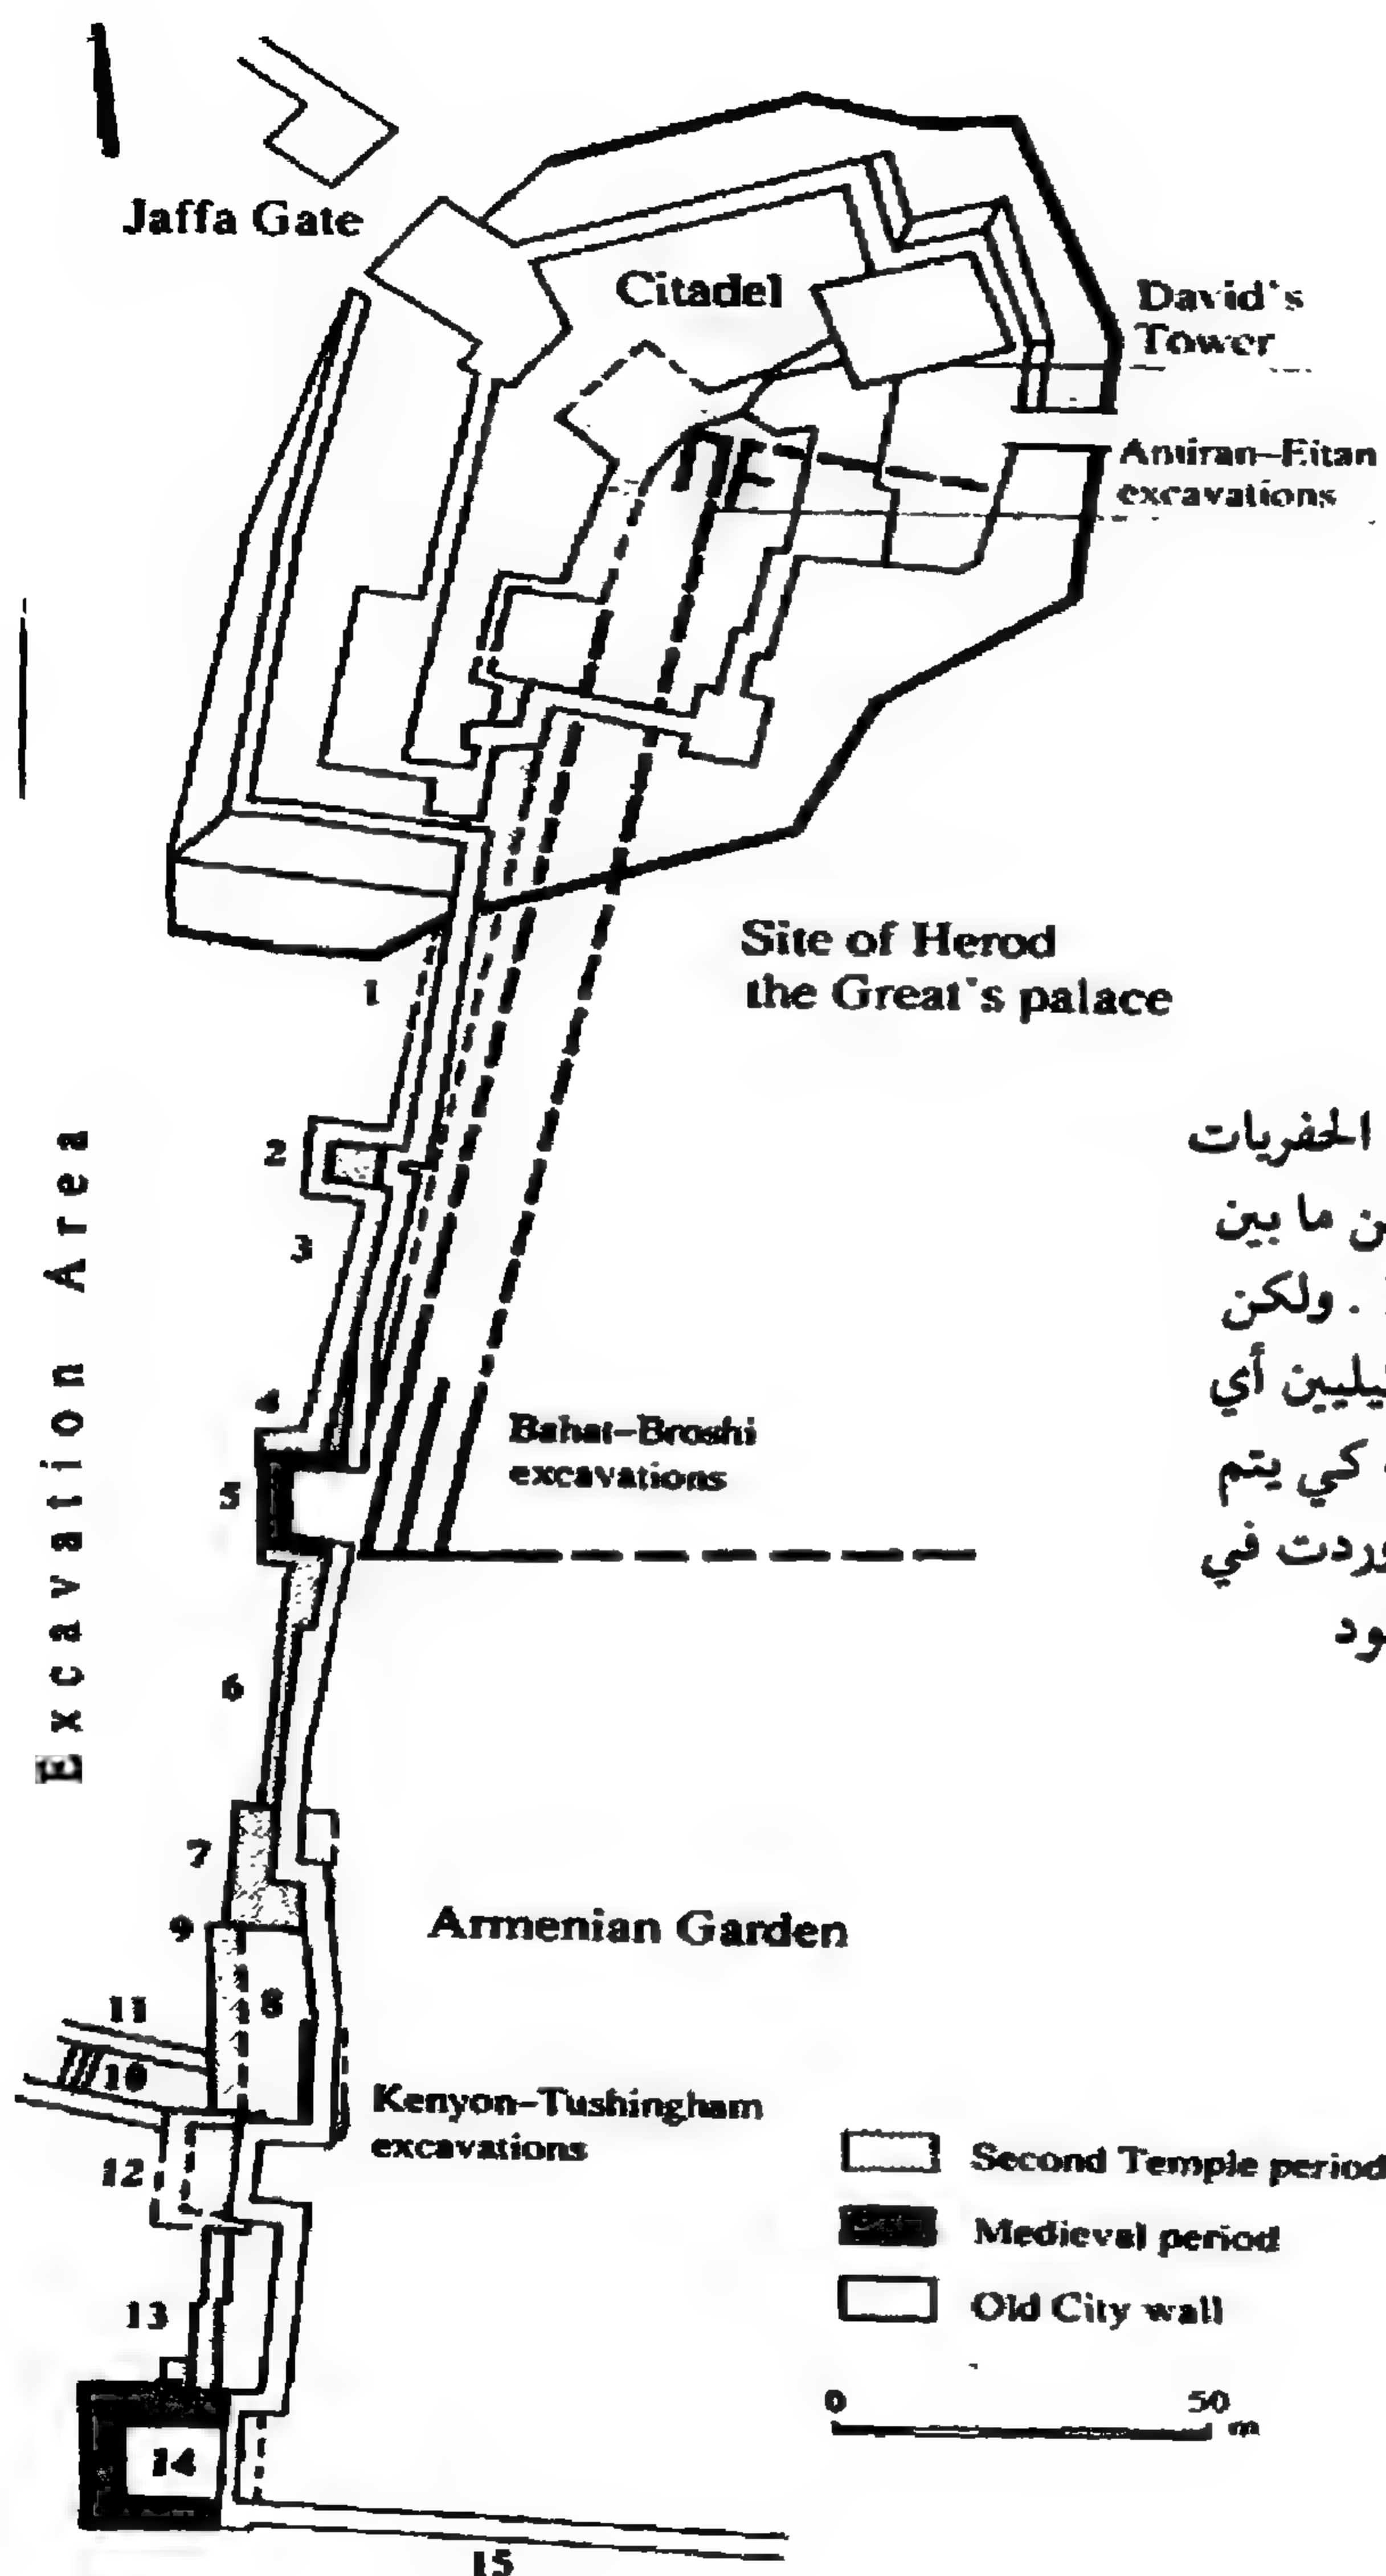 Jaffa Gate
Citadel
David's
Tower
Amiran–Eitan
excavations
Site of Herod
the Great's palace
Excavation Area
1
2
3
4
5
6
7
8
9
10
11
12
13
14
15
Bahat–Broshi
excavations
Armenian Garden
Kenyon–Tushingham
excavations
Second Temple period
Medieval period
Old City wall
0 50
m
الحفريات
ما بين
. ولكن
أي
كي يتم
في